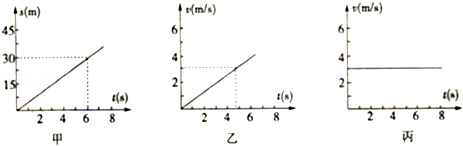 s(m)
45
30
15
2 4 6 8 t(s)
甲
v(m/s)
6
4
2
2 4 6 8 t(s)
乙
v(m/s)
6
4
2
2 4 6 8 t(s)
丙